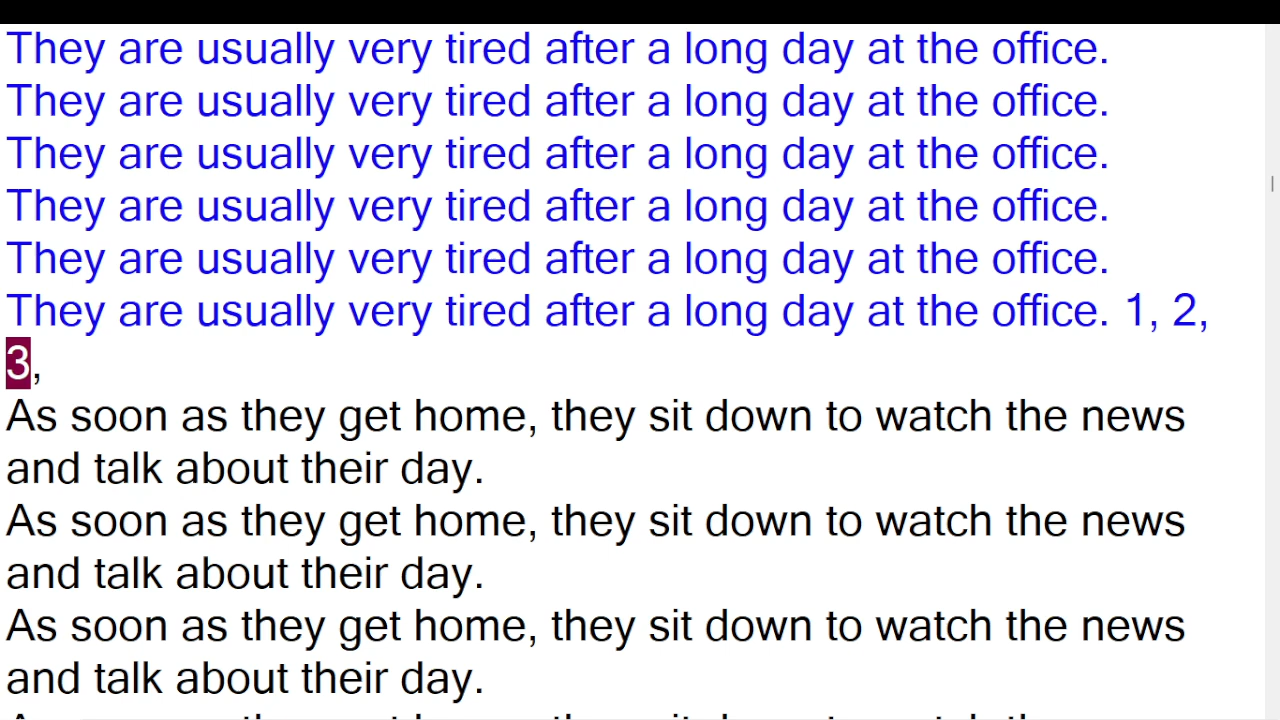 They are usually very tired after a long day at the office.
They are usually very tired after a long day at the office.
They are usually very tired after a long day at the office.
They are usually very tired after a long day at the office.
They are usually very tired after a long day at the office.
They are usually very tired after a long day at the office. 1, 2,
3,
As soon as they get home, they sit down to watch the news
and talk about their day.
As soon as they get home, they sit down to watch the news
and talk about their day.
As soon as they get home, they sit down to watch the news
and talk about their day.